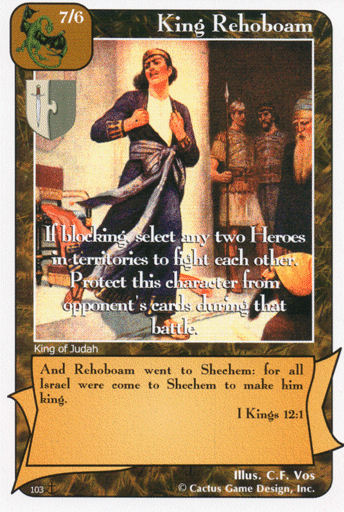 7/6
King Rehoboam
If blocking, select any two Heroes
in territories to fight each other.
Protect this character from
opponent's cards during that
battle.
King of Judah
And Rehoboam went to Shechem: for all
Israel were come to Shechem to make him
king.
I Kings 12:1
Illus. C.F. Vos
103
© Cactus Game Design, Inc.